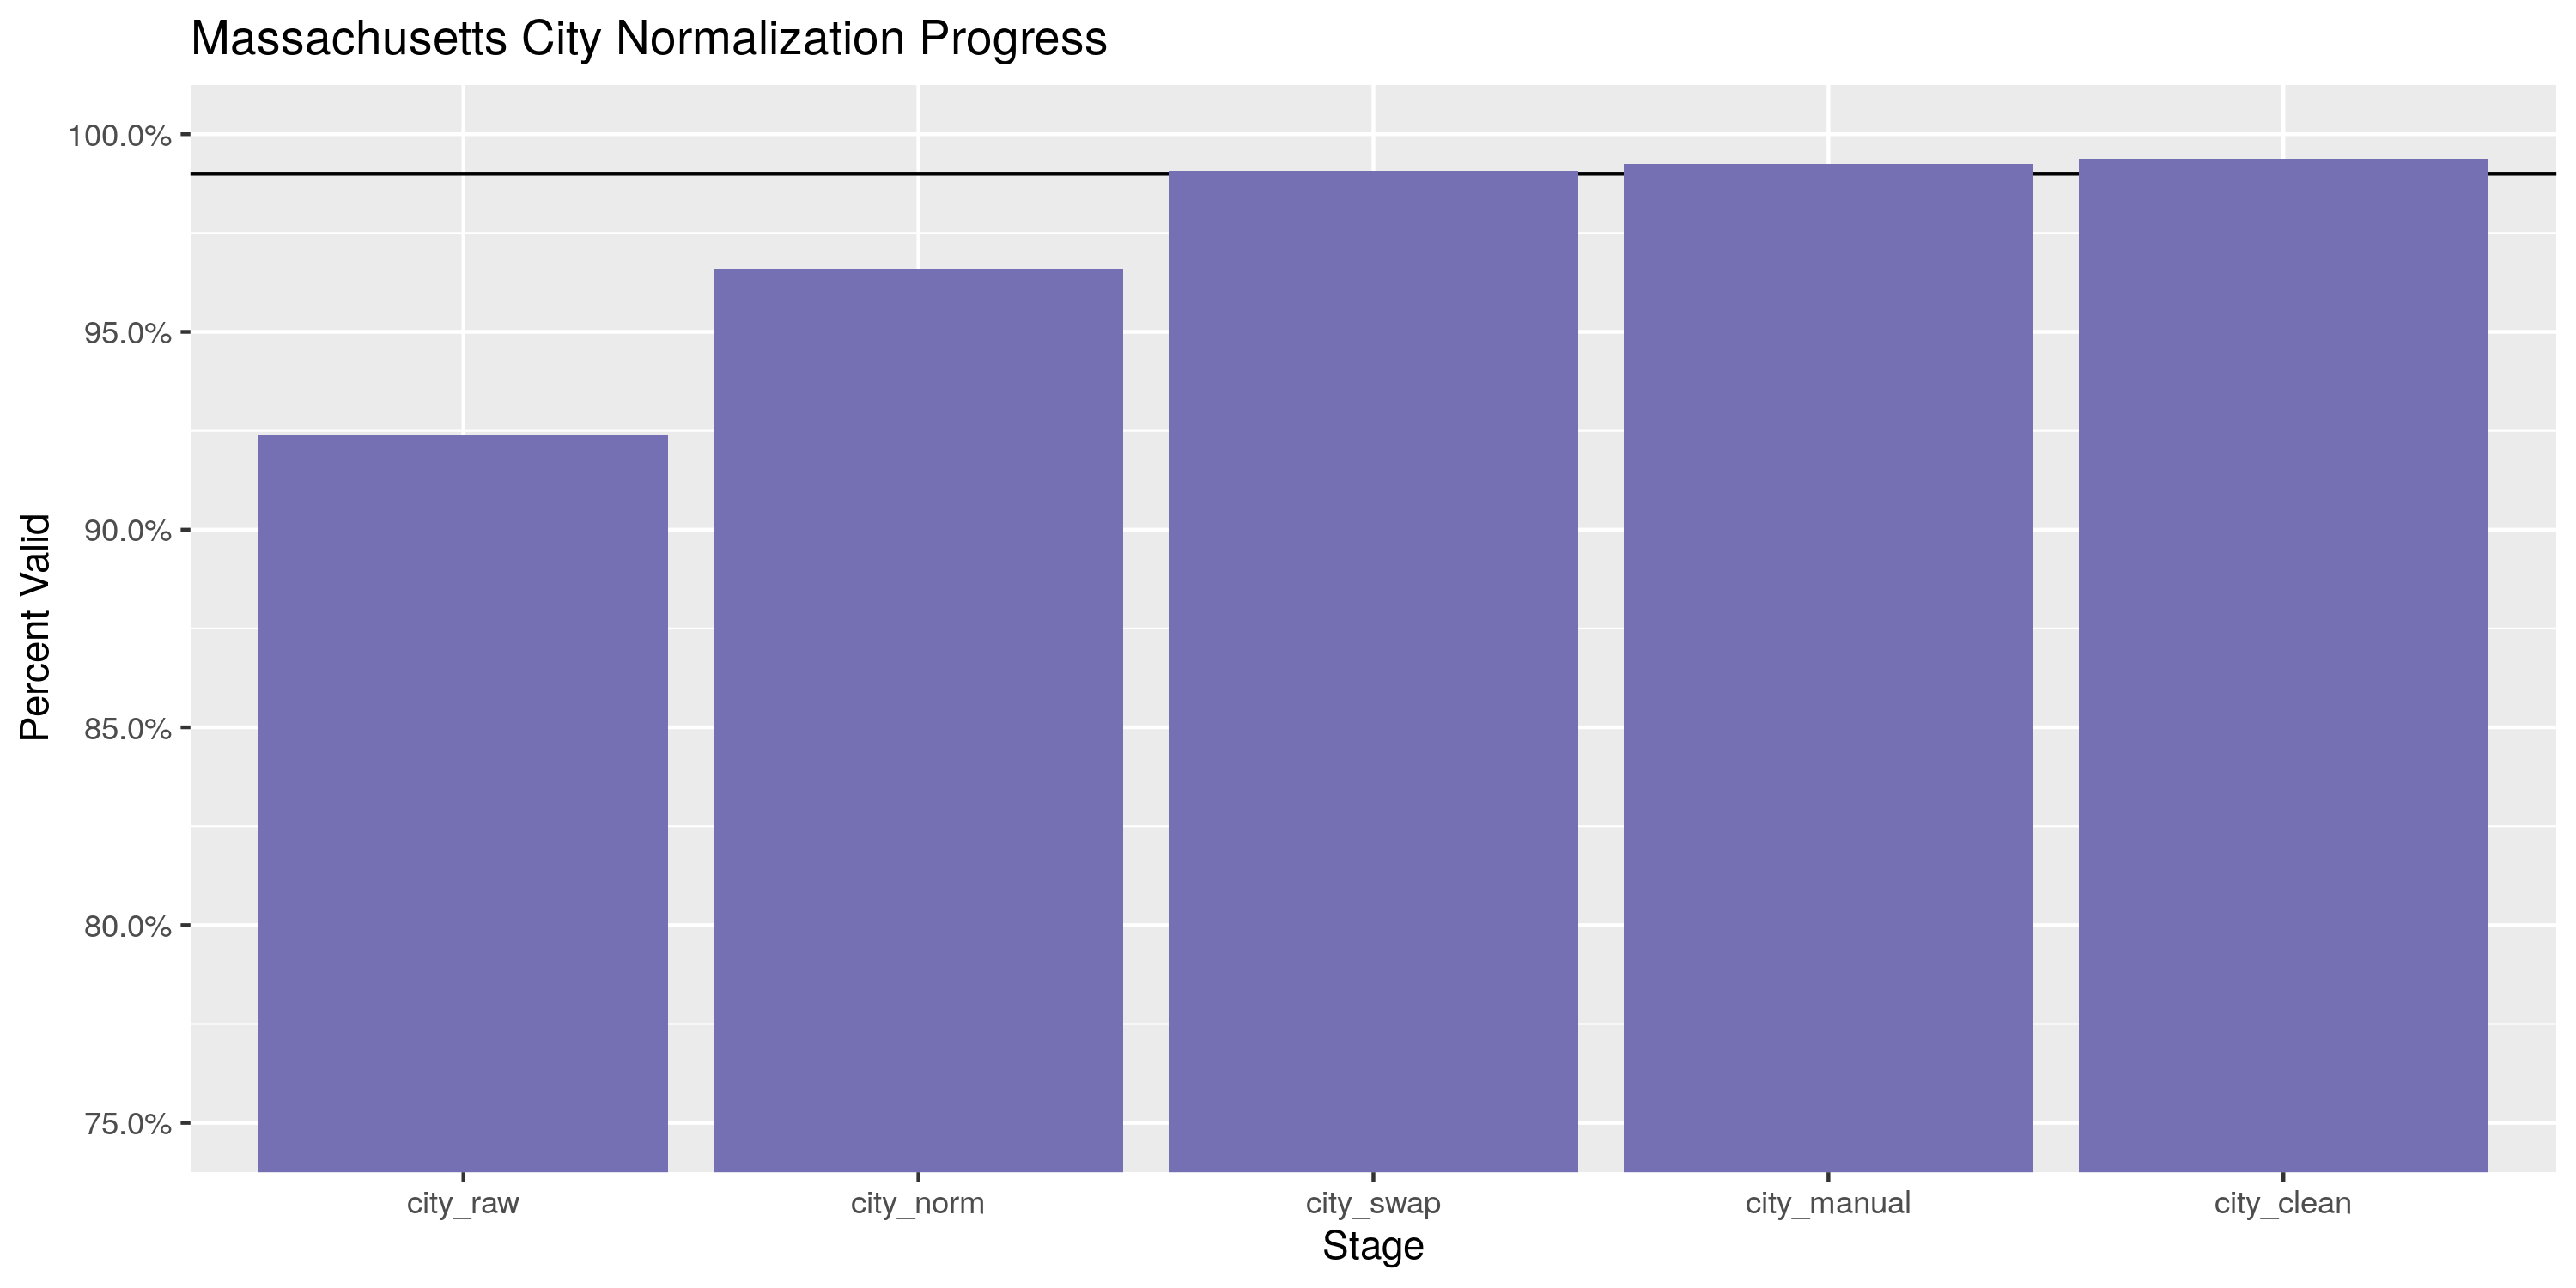 Massachusetts City Normalization Progress
100.0%
95.0%
90.0%
85.0%
80.0%
75.0%
Percent Valid
city_raw
city_norm
city_swap
city_manual
city_clean
Stage